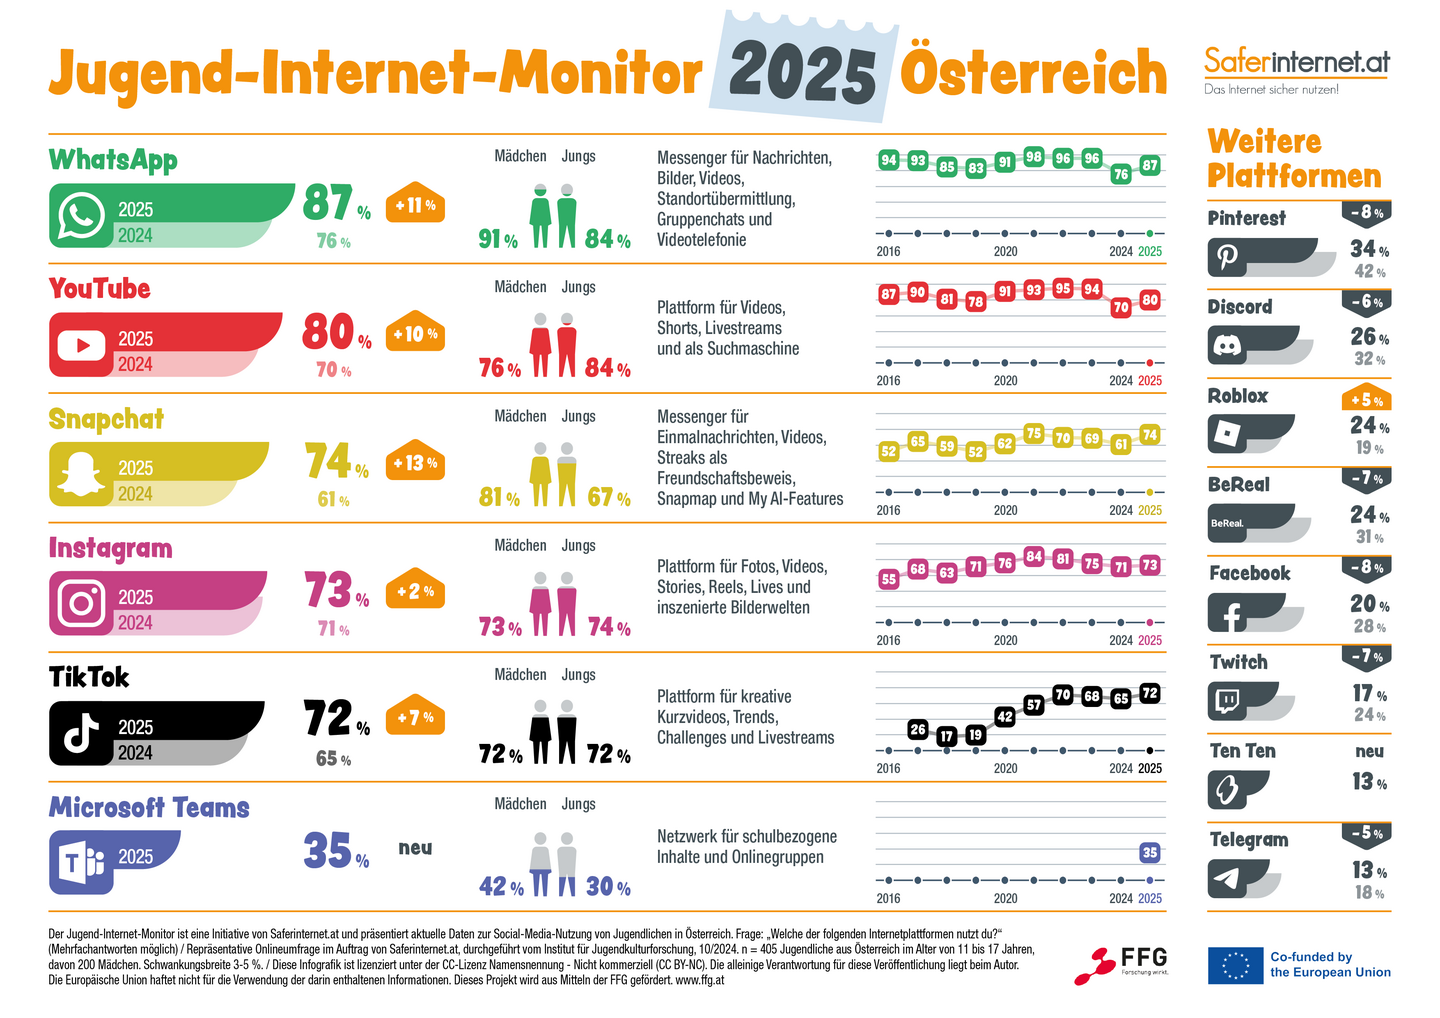 Jugend-Internet-Monitor 2025 Österreich
Saferinternet.at
Das Internet sicher nutzen!
WhatsApp
2025
2024
87 %
76 %
+ 11 %
Mädchen Jungs
91 % 84 %
Messenger für Nachrichten,
Bilder, Videos,
Standortübermittlung,
Gruppenchats und
Videotelefonie
94 93 85 83 91 98 96 96 76 87
2016 2020 2024 2025
YouTube
2025
2024
80 %
70 %
+ 10 %
Mädchen Jungs
76 % 84 %
Plattform für Videos,
Shorts, Livestreams
und als Suchmaschine
87 90 81 78 91 93 95 94 70 80
2016 2020 2024 2025
Snapchat
2025
2024
74 %
61 %
+ 13 %
Mädchen Jungs
81 % 67 %
Messenger für
Einmalnachrichten, Videos,
Streaks als
Freundschaftsbeweis,
Snapmap und My AI-Features
52 65 59 52 62 75 70 69 61 74
2016 2020 2024 2025
Instagram
2025
2024
73 %
71 %
+ 2 %
Mädchen Jungs
73 % 74 %
Plattform für Fotos, Videos,
Stories, Reels, Lives und
inszenierte Bilderwelten
55 68 63 71 76 84 81 75 71 73
2016 2020 2024 2025
TikTok
2025
2024
72 %
65 %
+ 7 %
Mädchen Jungs
72 % 72 %
Plattform für kreative
Kurzvideos, Trends,
Challenges und Livestreams
26 17 19 42 57 70 68 65 72
2016 2020 2024 2025
Microsoft Teams
2025
35 %
neu
Mädchen Jungs
42 % 30 %
Netzwerk für schulbezogene
Inhalte und Onlinegruppen
35
2016 2020 2024 2025
Weitere
Plattformen
Pinterest
- 8 %
34 %
42 %
Discord
- 6 %
26 %
32 %
Roblox
+ 5 %
24 %
19 %
BeReal
- 7 %
BeReal.
24 %
31 %
Facebook
- 8 %
20 %
28 %
Twitch
- 7 %
17 %
24 %
Ten Ten
neu
13 %
Telegram
- 5 %
13 %
18 %
Der Jugend-Internet-Monitor ist eine Initiative von Saferinternet.at und präsentiert aktuelle Daten zur Social-Media-Nutzung von Jugendlichen in Österreich. Frage: „Welche der folgenden Internetplattformen nutzt du?“
(Mehrfachantworten möglich) / Repräsentative Onlineumfrage im Auftrag von Saferinternet.at, durchgeführt vom Institut für Jugendkulturforschung, 10/2024. n = 405 Jugendliche aus Österreich im Alter von 11 bis 17 Jahren,
davon 200 Mädchen. Schwankungsbreite 3-5 %. / Diese Infografik ist lizenziert unter der CC-Lizenz Namensnennung - Nicht kommerziell (CC BY-NC). Die alleinige Verantwortung für diese Veröffentlichung liegt beim Autor.
Die Europäische Union haftet nicht für die Verwendung der darin enthaltenen Informationen. Dieses Projekt wird aus Mitteln der FFG gefördert. www.ffg.at
FFG
Forschung wirkt.
Co-funded by
the European Union